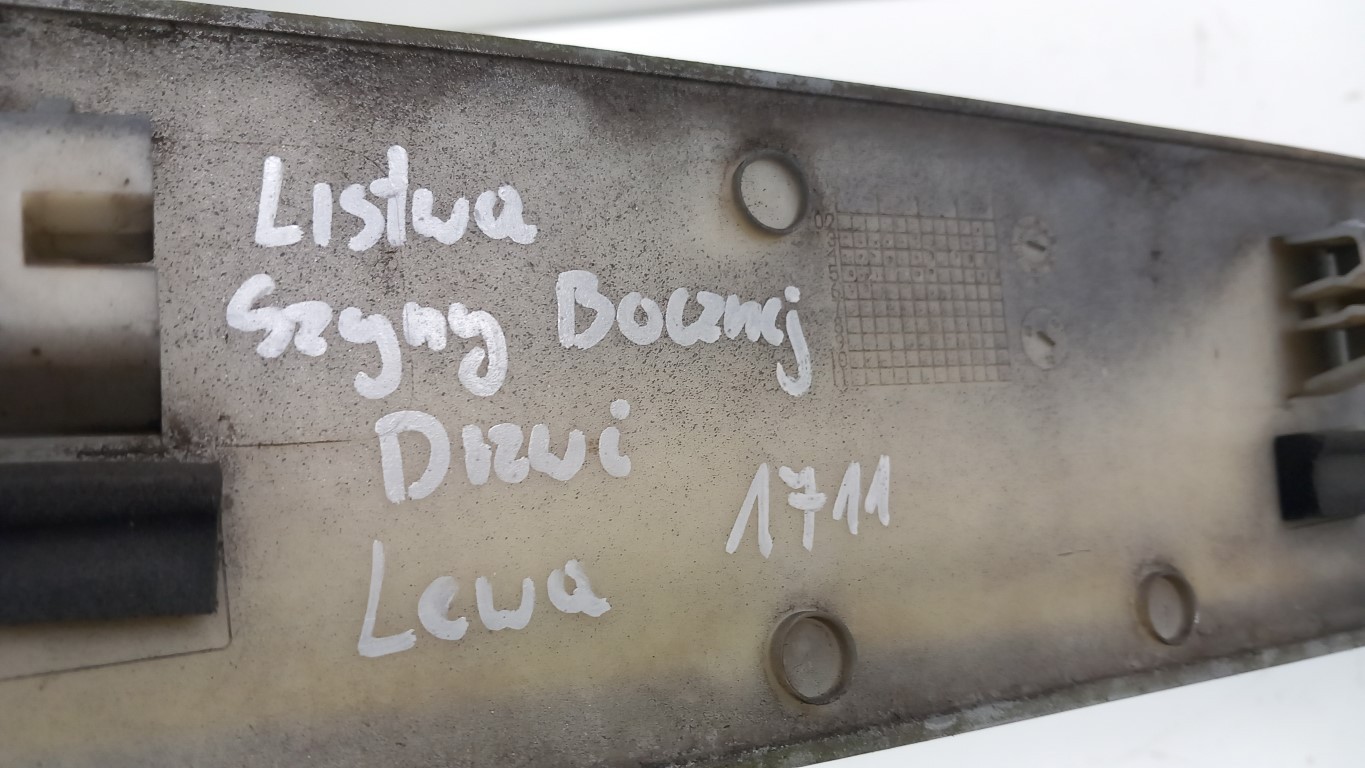 Listwa
Szyny Bocznej
Drzwi
Lewa
1711